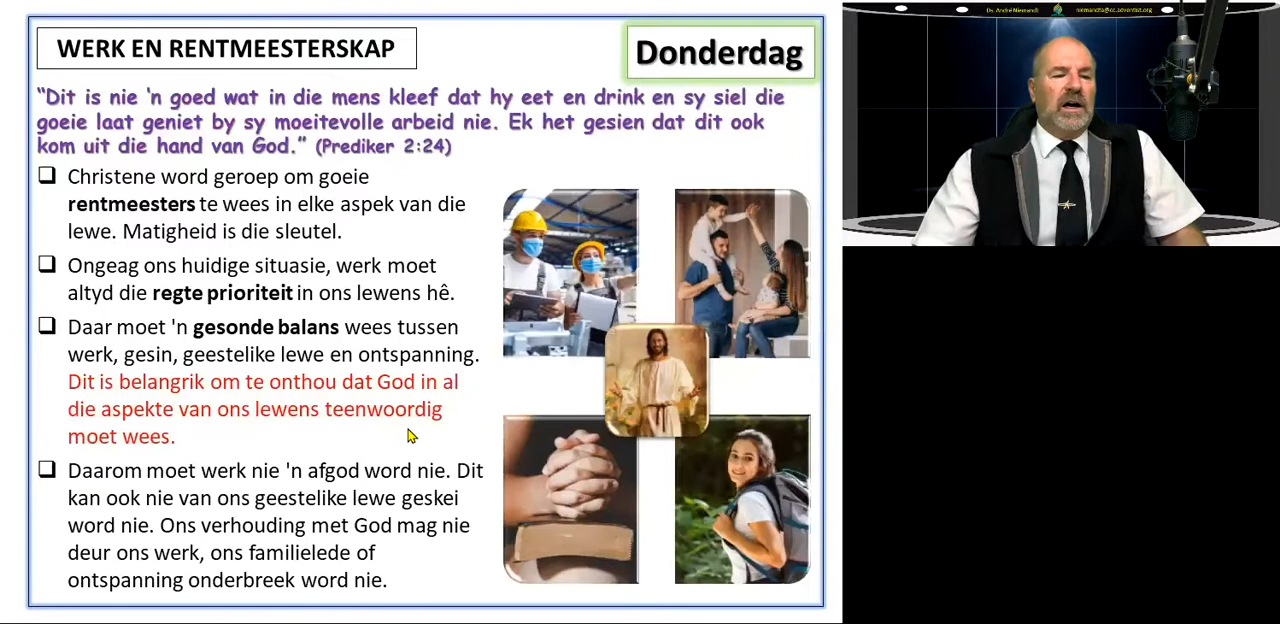 WERK EN RENTMEESTERSKAP
Donderdag
“Dit is nie ‘n goed wat in die mens kleef dat hy eet en drink en sy siel die
goeie laat geniet by sy moeitevolle arbeid nie. Ek het gesien dat dit ook
kom uit die hand van God.” (Prediker 2:24)
Christene word geroep om goeie
rentmeesters te wees in elke aspek van die
lewe. Matigheid is die sleutel.
Ongeag ons huidige situasie, werk moet
altyd die regte prioriteit in ons lewens hê.
Daar moet 'n gesonde balans wees tussen
werk, gesin, geestelike lewe en ontspanning.
Dit is belangrik om te onthou dat God in al
die aspekte van ons lewens teenwoordig
moet wees.
Daarom moet werk nie 'n afgod word nie. Dit
kan ook nie van ons geestelike lewe geskei
word nie. Ons verhouding met God mag nie
deur ons werk, ons familielede of
ontspanning onderbreek word nie.
Ds. André Niemandt niemandta@cc.adventist.org